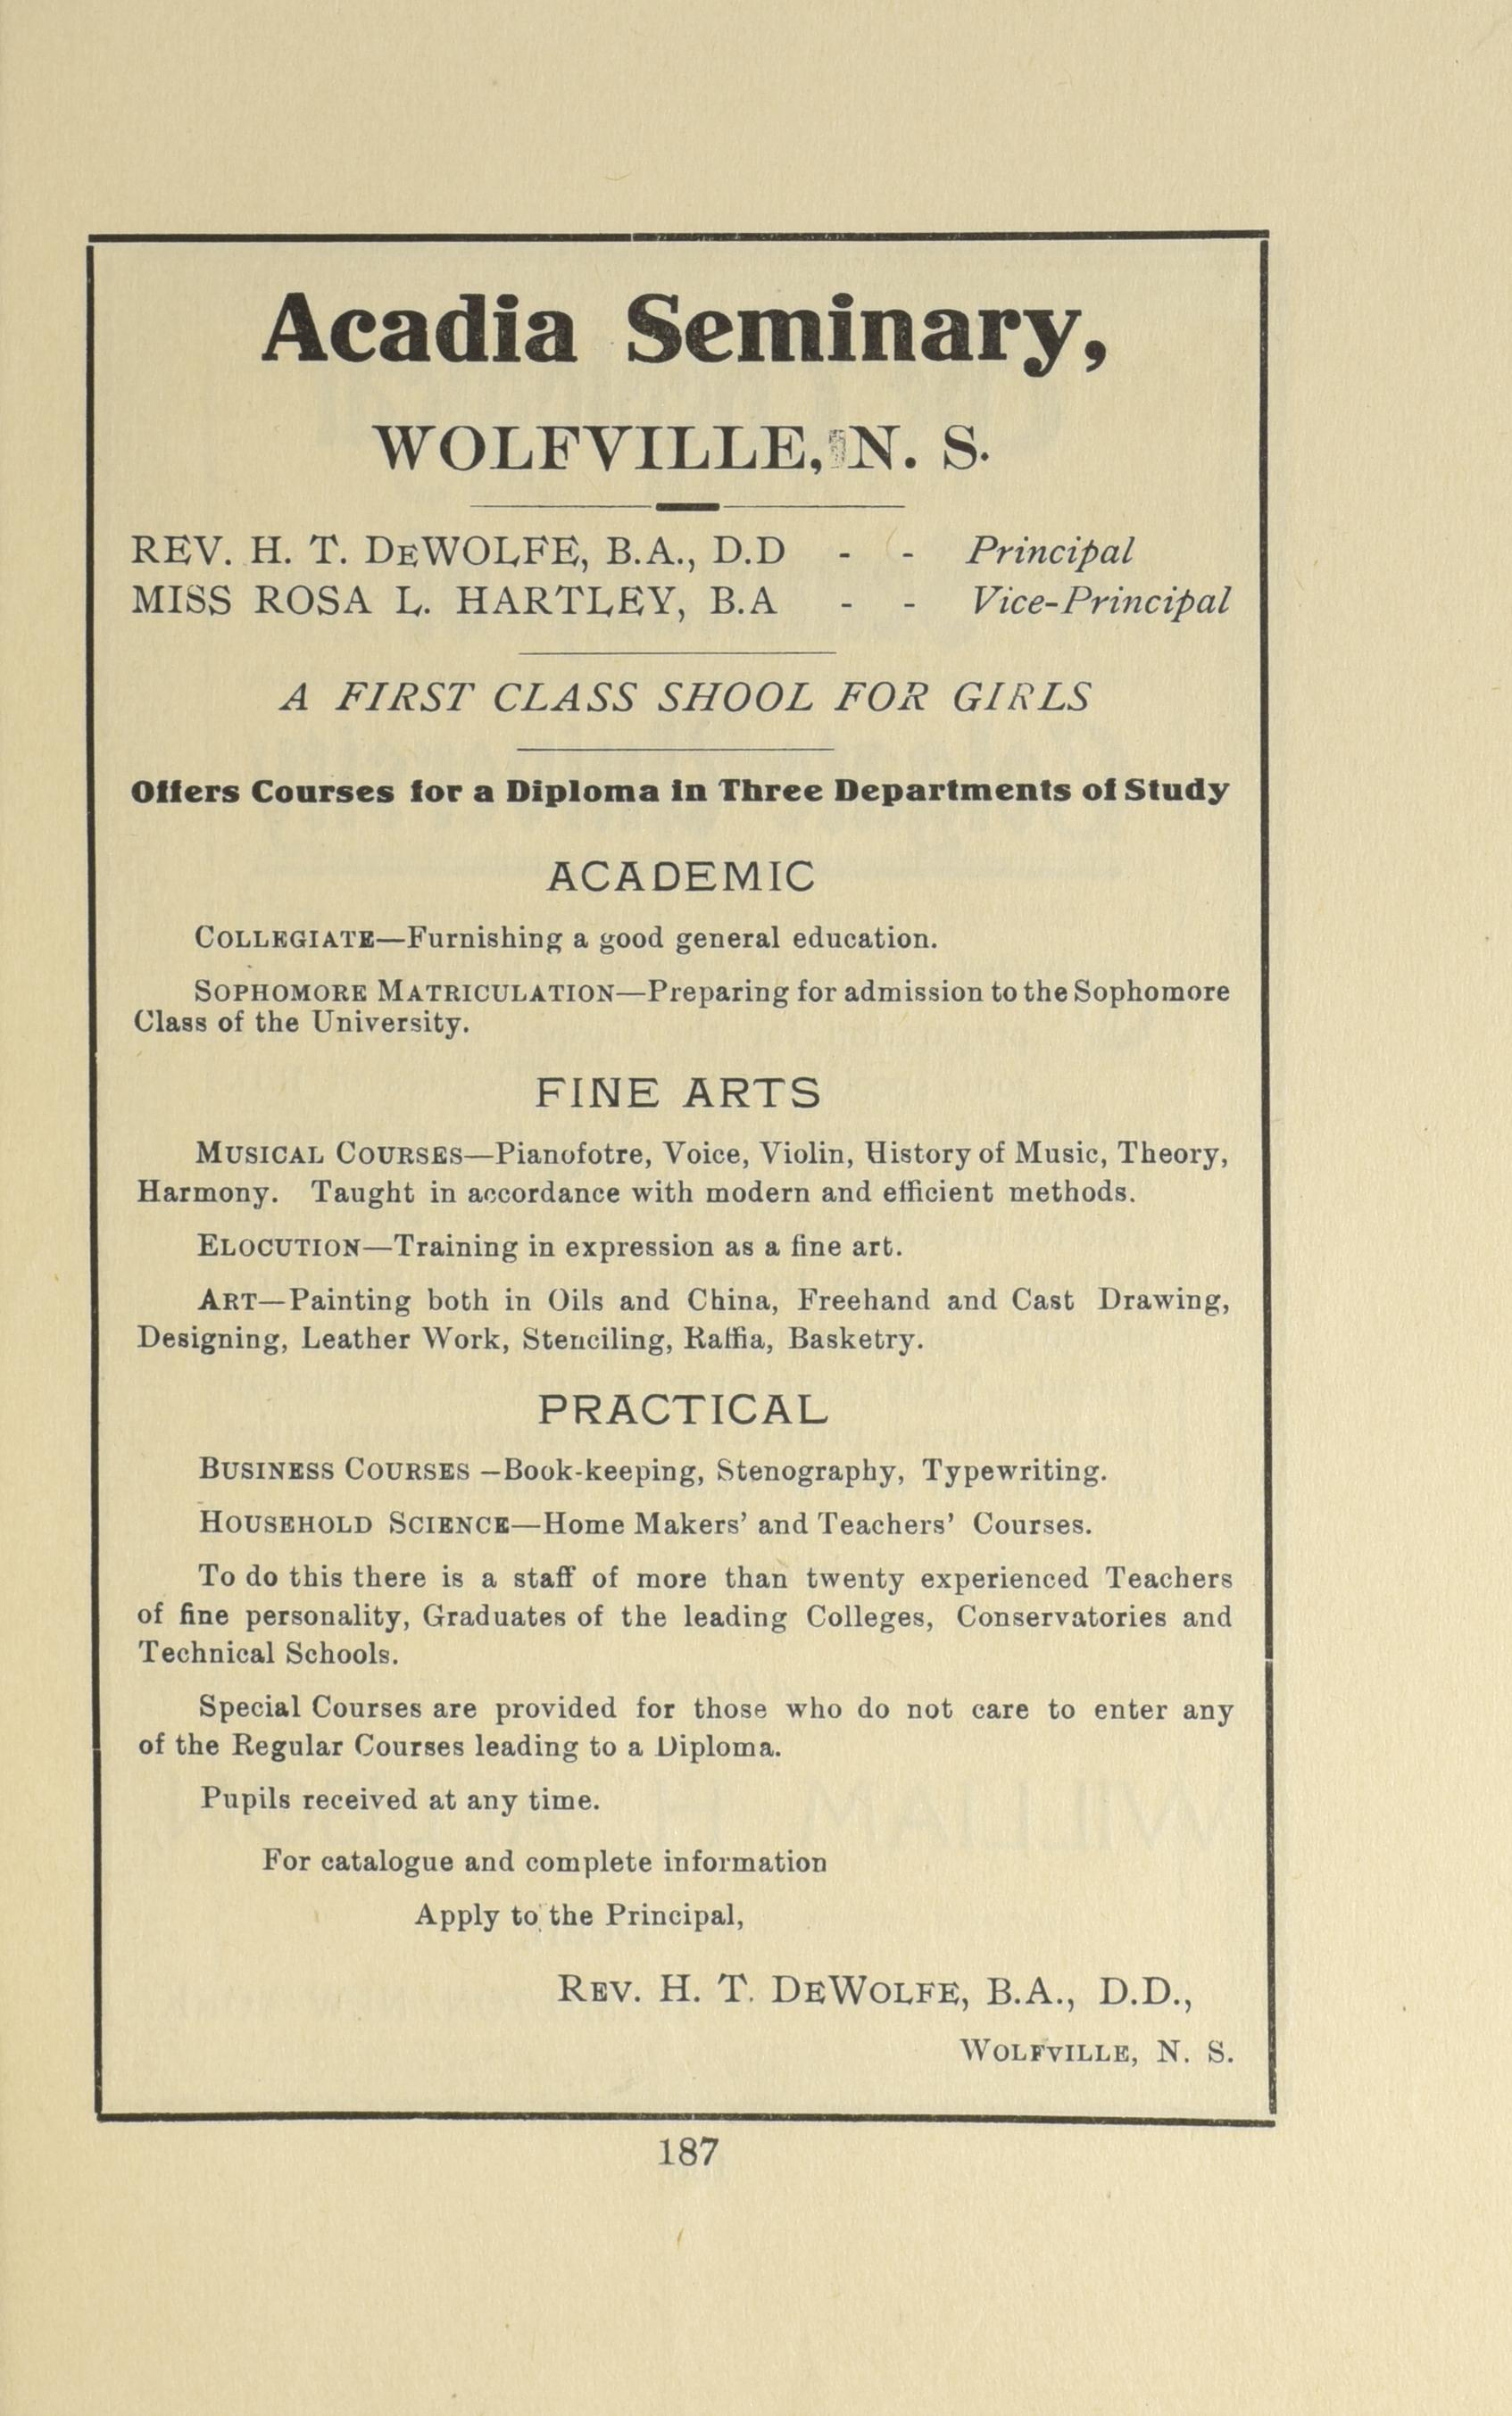 Acadia Seminary,
WOLFVILLE, N. S.
REV. H. T. DEWOLFE, B.A., D.D - - Principal
MISS ROSA L. HARTLEY, B.A - - Vice-Principal
A FIRST CLASS SHOOL FOR GIRLS
Offers Courses for a Diploma in Three Departments of Study
ACADEMIC
COLLEGIATE—Furnishing a good general education.
SOPHOMORE MATRICULATION—Preparing for admission to the Sophomore
Class of the University.
FINE ARTS
MUSICAL COURSES—Pianofotre, Voice, Violin, History of Music, Theory,
Harmony. Taught in accordance with modern and efficient methods.
ELOCUTION—Training in expression as a fine art.
ART—Painting both in Oils and China, Freehand and Cast Drawing,
Designing, Leather Work, Stenciling, Raffia, Basketry.
PRACTICAL
BUSINESS COURSES –Book-keeping, Stenography, Typewriting.
HOUSEHOLD SCIENCE—Home Makers' and Teachers' Courses.
To do this there is a staff of more than twenty experienced Teachers
of fine personality, Graduates of the leading Colleges, Conservatories and
Technical Schools.
Special Courses are provided for those who do not care to enter any
of the Regular Courses leading to a Diploma.
Pupils received at any time.
For catalogue and complete information
Apply to the Principal,
REV. H. T. DEWOLFE, B.A., D.D.,
WOLFVILLE, N. S.
187